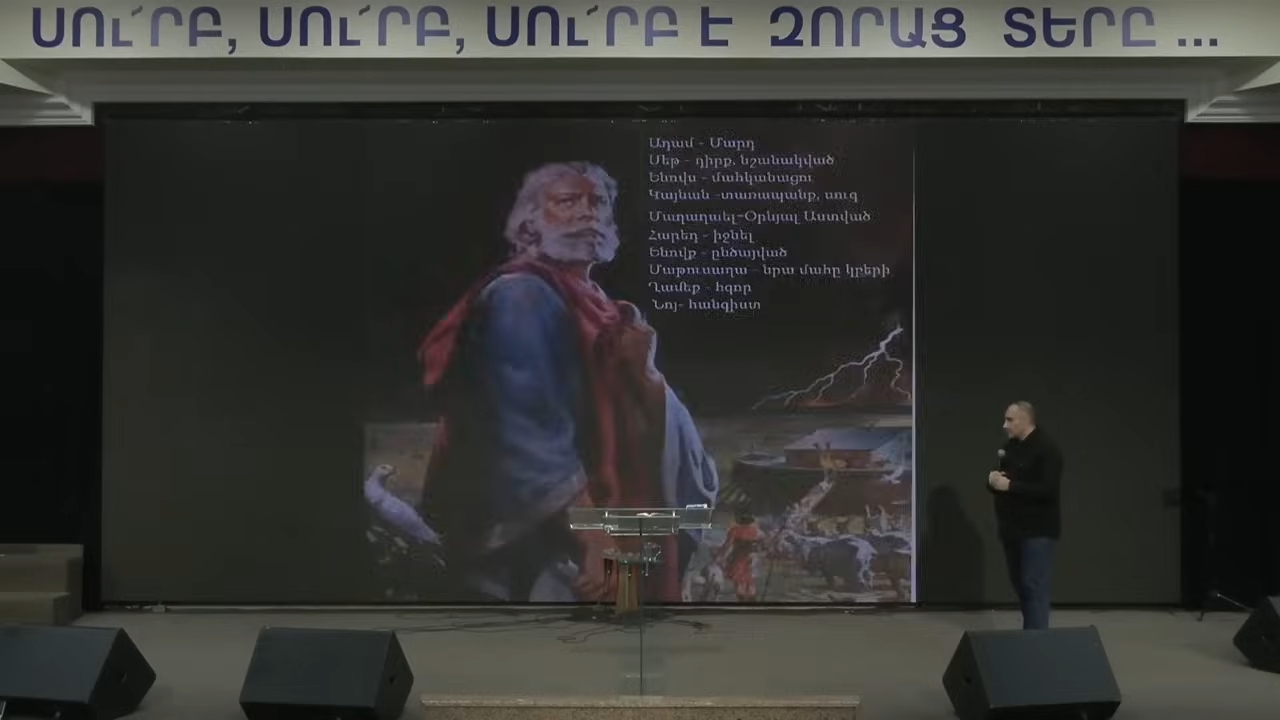 ՍՈւ՜ՐԲ, ՍՈւ՜ՐԲ, ՍՈւ՜ՐԲ Է ԶՈՐԱՑ ՏԵՐԸ ...
Ադամ - Մարդ
Սեթ - դիրք, նշանակված
Ենովս - մահկանացու
Կայնան -տառապանք, սուգ
Մաղաղաել-Օրհյալ Աստված
Հարեդ - իջնել
Ենովք - ընծայված
Մաթուսաղա - նրա մահը կբերի
Ղամեք - հզոր
Նոյ- հանգիստ